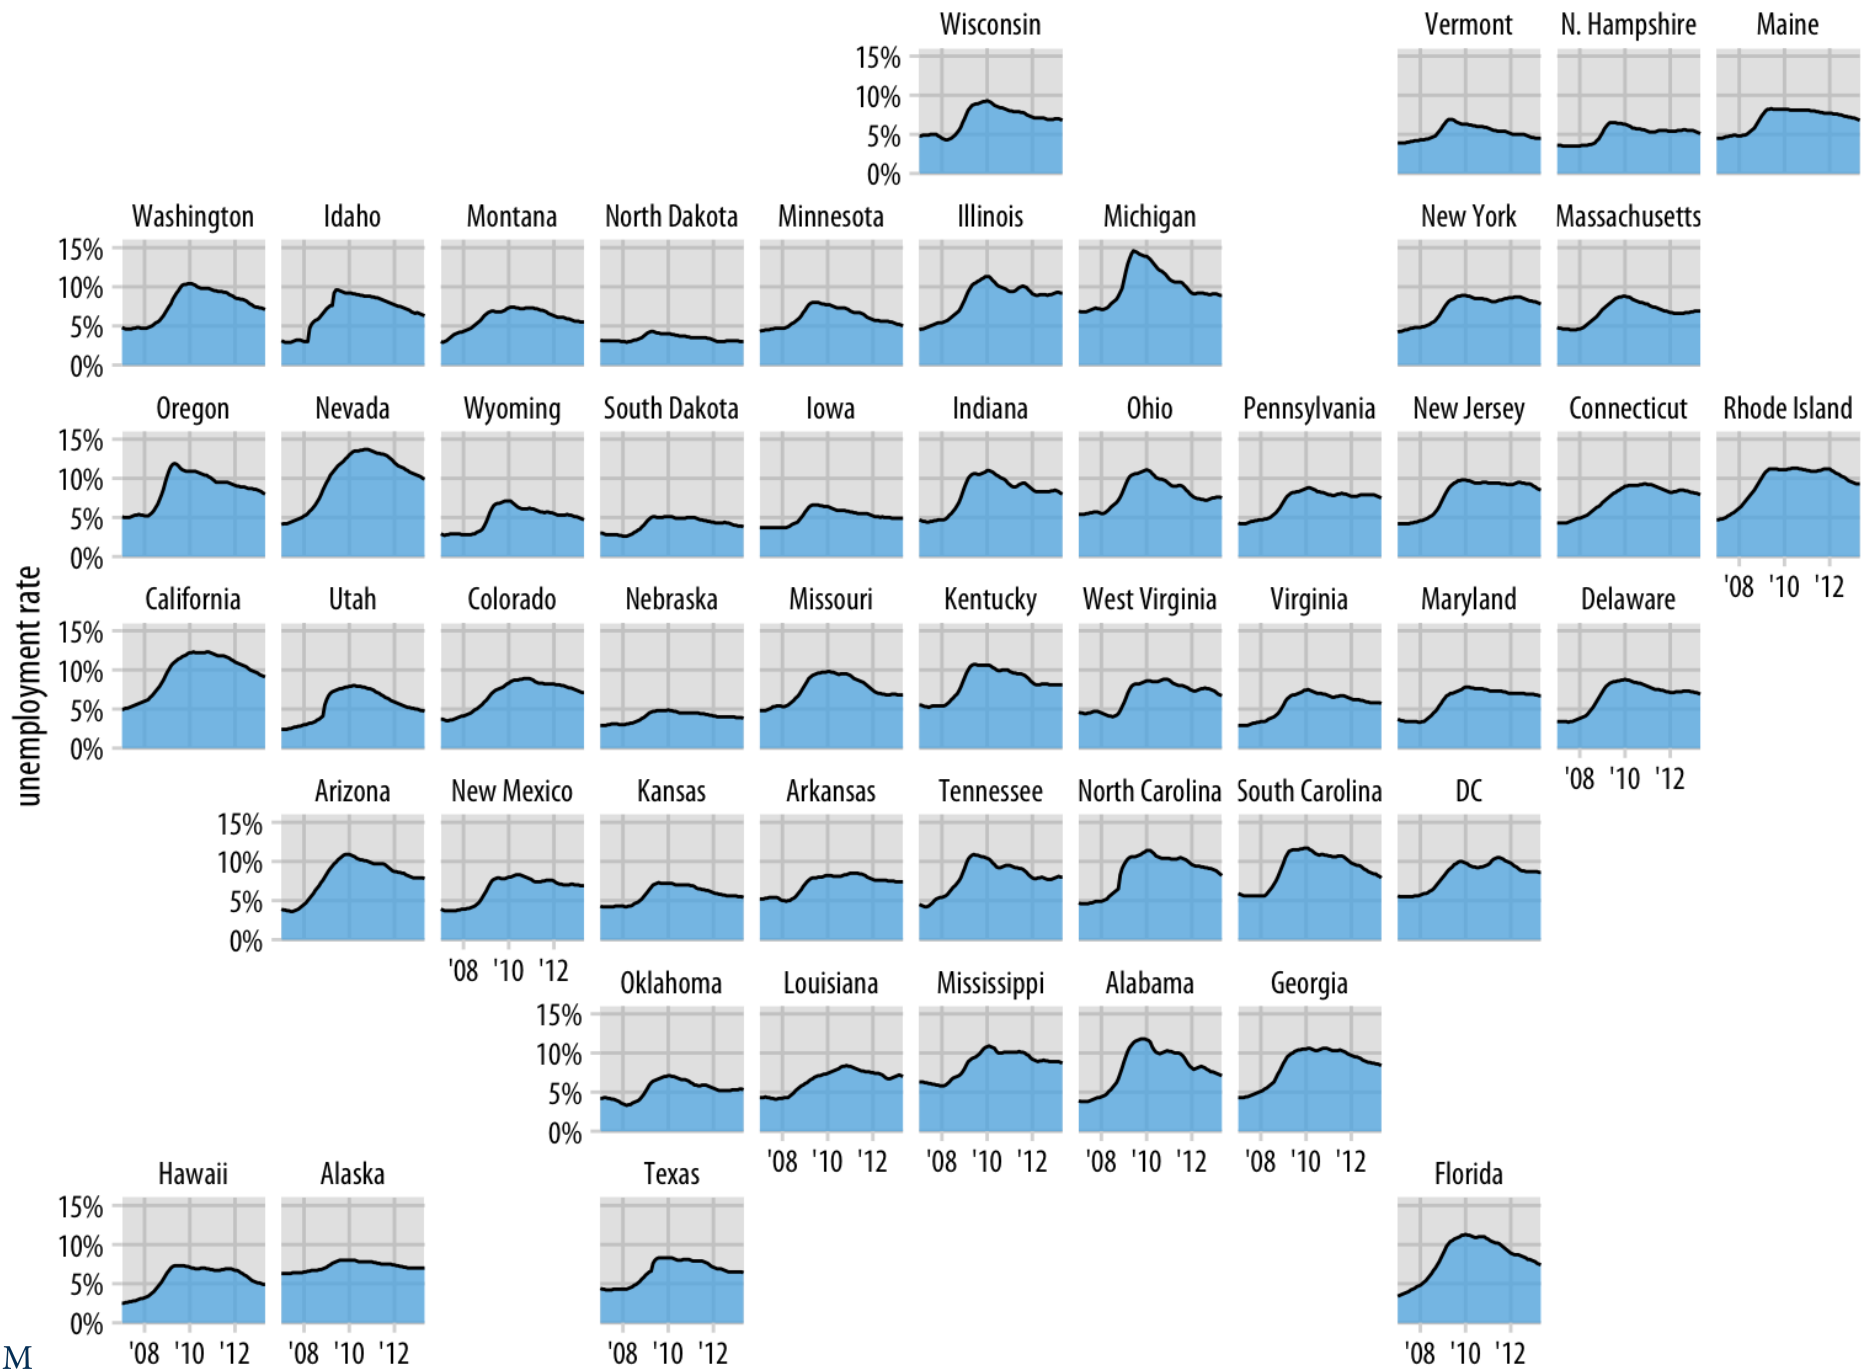 Wisconsin Vermont N. Hampshire Maine
15%
10%
5%
0%
Washington Idaho Montana North Dakota Minnesota Illinois Michigan New York Massachusetts
15%
10%
5%
0%
Oregon Nevada Wyoming South Dakota Iowa Indiana Ohio Pennsylvania New Jersey Connecticut Rhode Island
15%
10%
5%
0%
'08 '10 '12
unemployment rate
California Utah Colorado Nebraska Missouri Kentucky West Virginia Virginia Maryland Delaware
15%
10%
5%
0%
'08 '10 '12
Arizona New Mexico Kansas Arkansas Tennessee North Carolina South Carolina DC
15%
10%
5%
0%
'08 '10 '12
Oklahoma Louisiana Mississippi Alabama Georgia
15%
10%
5%
0%
'08 '10 '12 '08 '10 '12 '08 '10 '12 '08 '10 '12
Hawaii Alaska Texas Florida
15%
10%
5%
0%
'08 '10 '12 '08 '10 '12 '08 '10 '12 '08 '10 '12
M